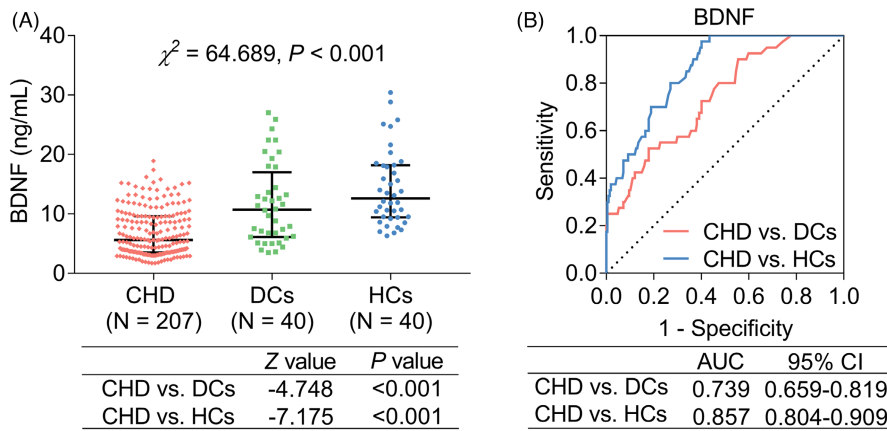 (A)
χ² = 64.689, P < 0.001
BDNF (ng/mL)
40
30
20
10
0
CHD DCs HCs
(N = 207) (N = 40) (N = 40)
Z value P value
CHD vs. DCs -4.748 <0.001
CHD vs. HCs -7.175 <0.001
(B)
BDNF
Sensitivity
1.0
0.8
0.6
0.4
0.2
0.0
CHD vs. DCs
CHD vs. HCs
0.0 0.2 0.4 0.6 0.8 1.0
1 - Specificity
AUC 95% CI
CHD vs. DCs 0.739 0.659-0.819
CHD vs. HCs 0.857 0.804-0.909